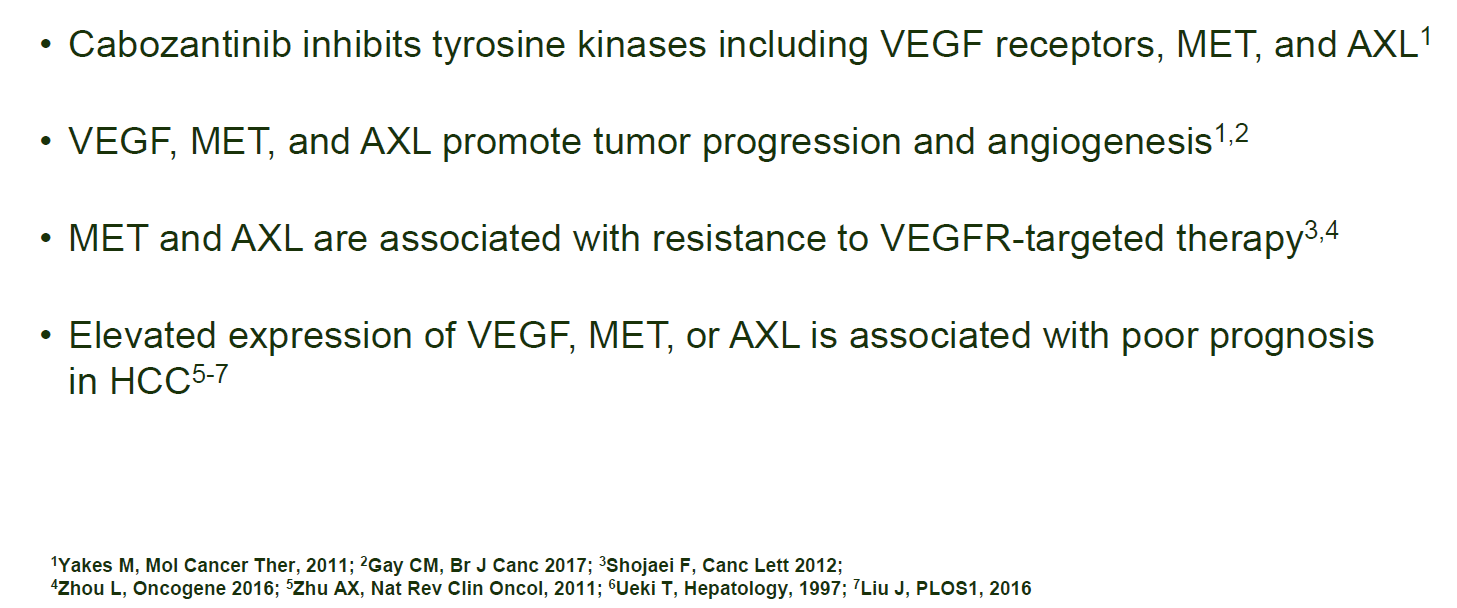 • Cabozantinib inhibits tyrosine kinases including VEGF receptors, MET, and AXL¹
• VEGF, MET, and AXL promote tumor progression and angiogenesis¹,²
• MET and AXL are associated with resistance to VEGFR-targeted therapy³,⁴
• Elevated expression of VEGF, MET, or AXL is associated with poor prognosis
in HCC⁵-⁷
¹Yakes M, Mol Cancer Ther, 2011; ²Gay CM, Br J Canc 2017; ³Shojaei F, Canc Lett 2012;
⁴Zhou L, Oncogene 2016; ⁵Zhu AX, Nat Rev Clin Oncol, 2011; ⁶Ueki T, Hepatology, 1997; ⁷Liu J, PLOS1, 2016